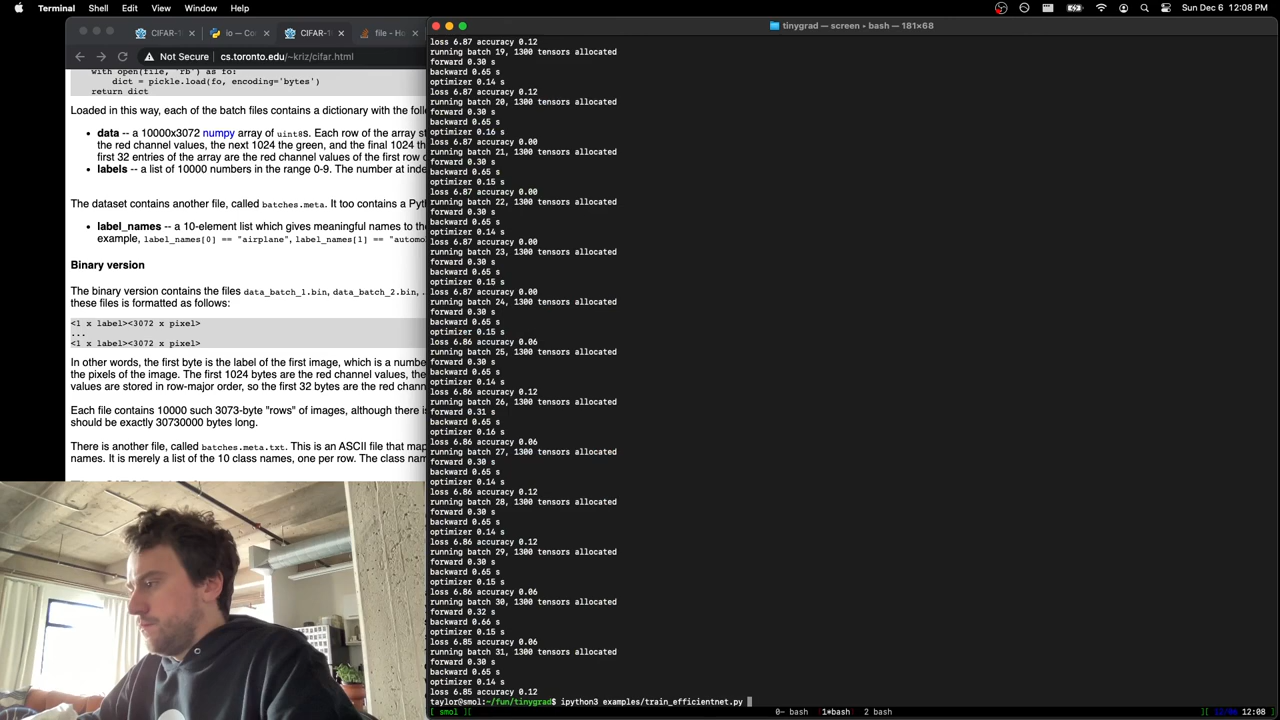 Terminal Shell Edit View Window Help
Sun Dec 6 12:08 PM
CIFAR-1
io — Co
CIFAR-1
file - H
tinygrad — screen ▸ bash — 181×68
Not Secure | cs.toronto.edu/~kriz/cifar.html
with open(file, 'rb') as fo:
dict = pickle.load(fo, encoding='bytes')
return dict
Loaded in this way, each of the batch files contains a dictionary with the foll
data -- a 10000x3072 numpy array of uint8s. Each row of the array st
the red channel values, the next 1024 the green, and the final 1024 th
first 32 entries of the array are the red channel values of the first row o
labels -- a list of 10000 numbers in the range 0-9. The number at inde
The dataset contains another file, called batches.meta. It too contains a Pyt
label_names -- a 10-element list which gives meaningful names to th
example, label_names[0] == "airplane", label_names[1] == "automo
Binary version
The binary version contains the files data_batch_1.bin, data_batch_2.bin, .
these files is formatted as follows:
<1 x label><3072 x pixel>
...
<1 x label><3072 x pixel>
In other words, the first byte is the label of the first image, which is a numbe
the pixels of the image. The first 1024 bytes are the red channel values, the
values are stored in row-major order, so the first 32 bytes are the red chann
Each file contains 10000 such 3073-byte "rows" of images, although there is
should be exactly 30730000 bytes long.
There is another file, called batches.meta.txt. This is an ASCII file that map
names. It is merely a list of the 10 class names, one per row. The class nam
loss 6.87 accuracy 0.12
running batch 19, 1300 tensors allocated
forward 0.30 s
backward 0.65 s
optimizer 0.14 s
loss 6.87 accuracy 0.12
running batch 20, 1300 tensors allocated
forward 0.30 s
backward 0.65 s
optimizer 0.16 s
loss 6.87 accuracy 0.00
running batch 21, 1300 tensors allocated
forward 0.30 s
backward 0.65 s
optimizer 0.15 s
loss 6.87 accuracy 0.00
running batch 22, 1300 tensors allocated
forward 0.30 s
backward 0.65 s
optimizer 0.14 s
loss 6.87 accuracy 0.00
running batch 23, 1300 tensors allocated
forward 0.30 s
backward 0.65 s
optimizer 0.15 s
loss 6.87 accuracy 0.00
running batch 24, 1300 tensors allocated
forward 0.30 s
backward 0.65 s
optimizer 0.15 s
loss 6.86 accuracy 0.06
running batch 25, 1300 tensors allocated
forward 0.30 s
backward 0.65 s
optimizer 0.14 s
loss 6.86 accuracy 0.12
running batch 26, 1300 tensors allocated
forward 0.31 s
backward 0.65 s
optimizer 0.16 s
loss 6.86 accuracy 0.06
running batch 27, 1300 tensors allocated
forward 0.30 s
backward 0.65 s
optimizer 0.14 s
loss 6.86 accuracy 0.12
running batch 28, 1300 tensors allocated
forward 0.30 s
backward 0.65 s
optimizer 0.14 s
loss 6.86 accuracy 0.12
running batch 29, 1300 tensors allocated
forward 0.30 s
backward 0.65 s
optimizer 0.15 s
loss 6.86 accuracy 0.06
running batch 30, 1300 tensors allocated
forward 0.32 s
backward 0.66 s
optimizer 0.15 s
loss 6.85 accuracy 0.06
running batch 31, 1300 tensors allocated
forward 0.30 s
backward 0.65 s
optimizer 0.14 s
loss 6.85 accuracy 0.12
taylor@smol:~/fun/tinygrad$ ipython3 examples/train_efficientnet.py
[ smol ][ 0- bash 1*bash 2 bash ][ 12/06 12:08 ]